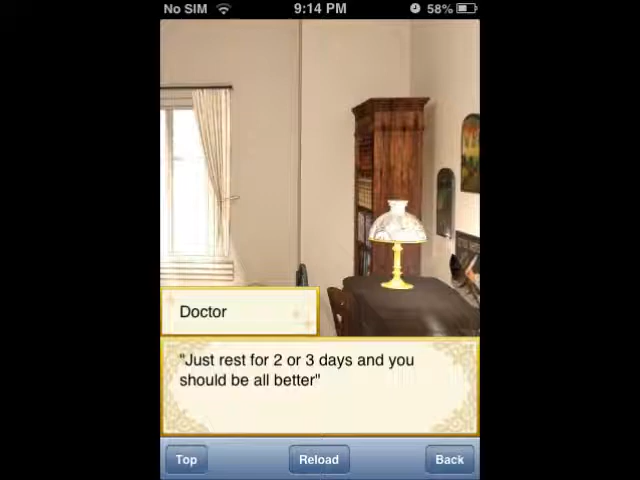 No SIM 9:14 PM 58%
Doctor
"Just rest for 2 or 3 days and you
should be all better"
Top Reload Back